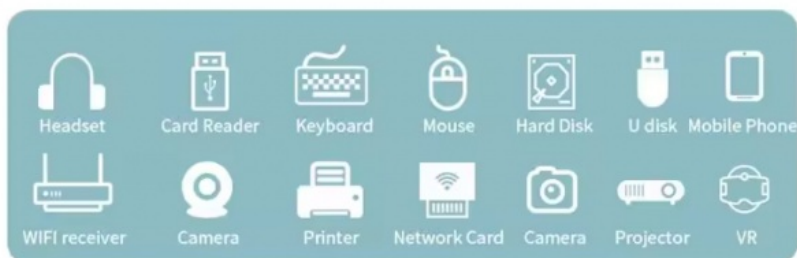 Headset Card Reader Keyboard Mouse Hard Disk U disk Mobile Phone
WIFI receiver Camera Printer Network Card Camera Projector VR